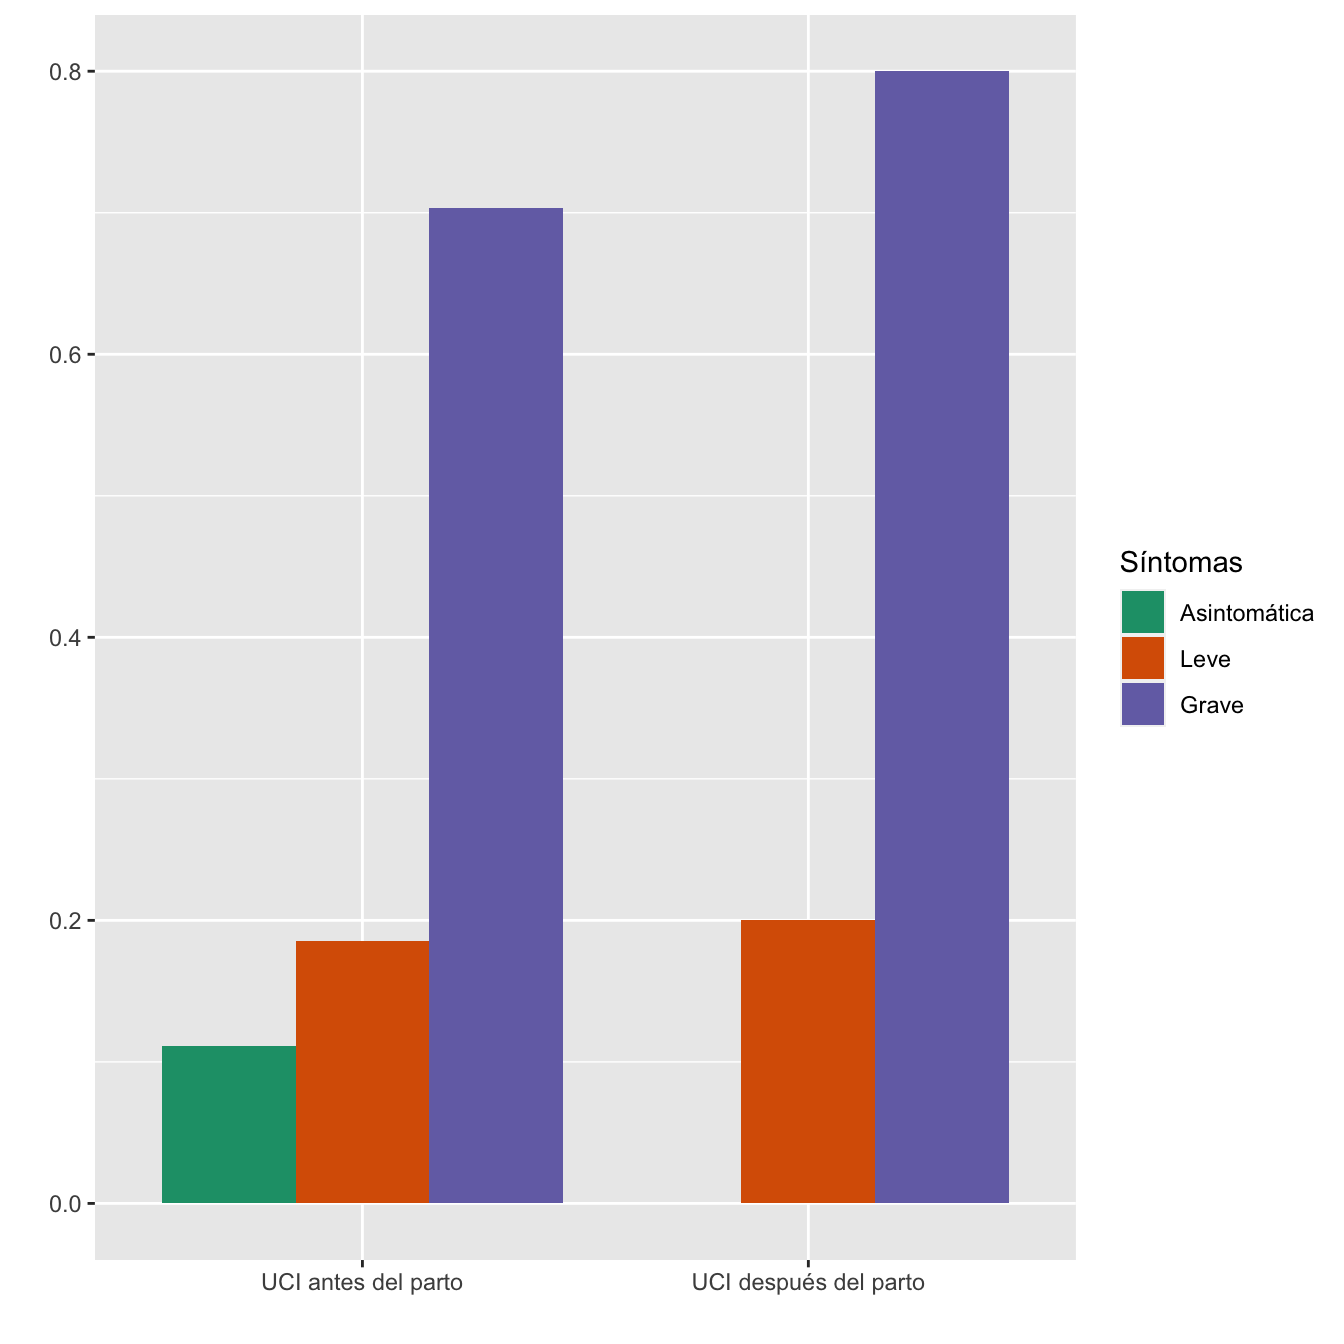 0.8
0.6
0.4
0.2
0.0
UCI antes del parto
UCI después del parto
Síntomas
Asintomática
Leve
Grave